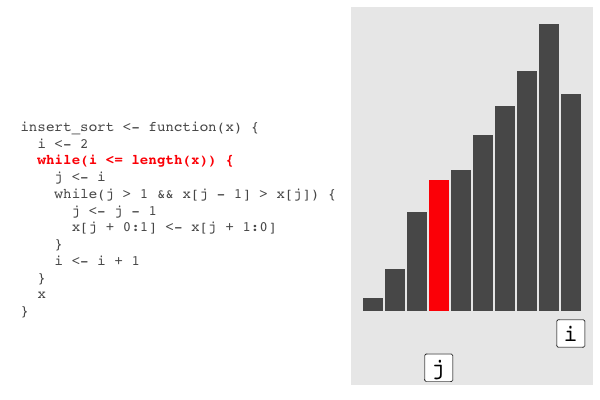 insert_sort <- function(x) {
  i <- 2
  while(i <= length(x)) {
    j <- i
    while(j > 1 && x[j - 1] > x[j]) {
      j <- j - 1
      x[j + 0:1] <- x[j + 1:0]
    }
    i <- i + 1
  }
  x
}
i
j